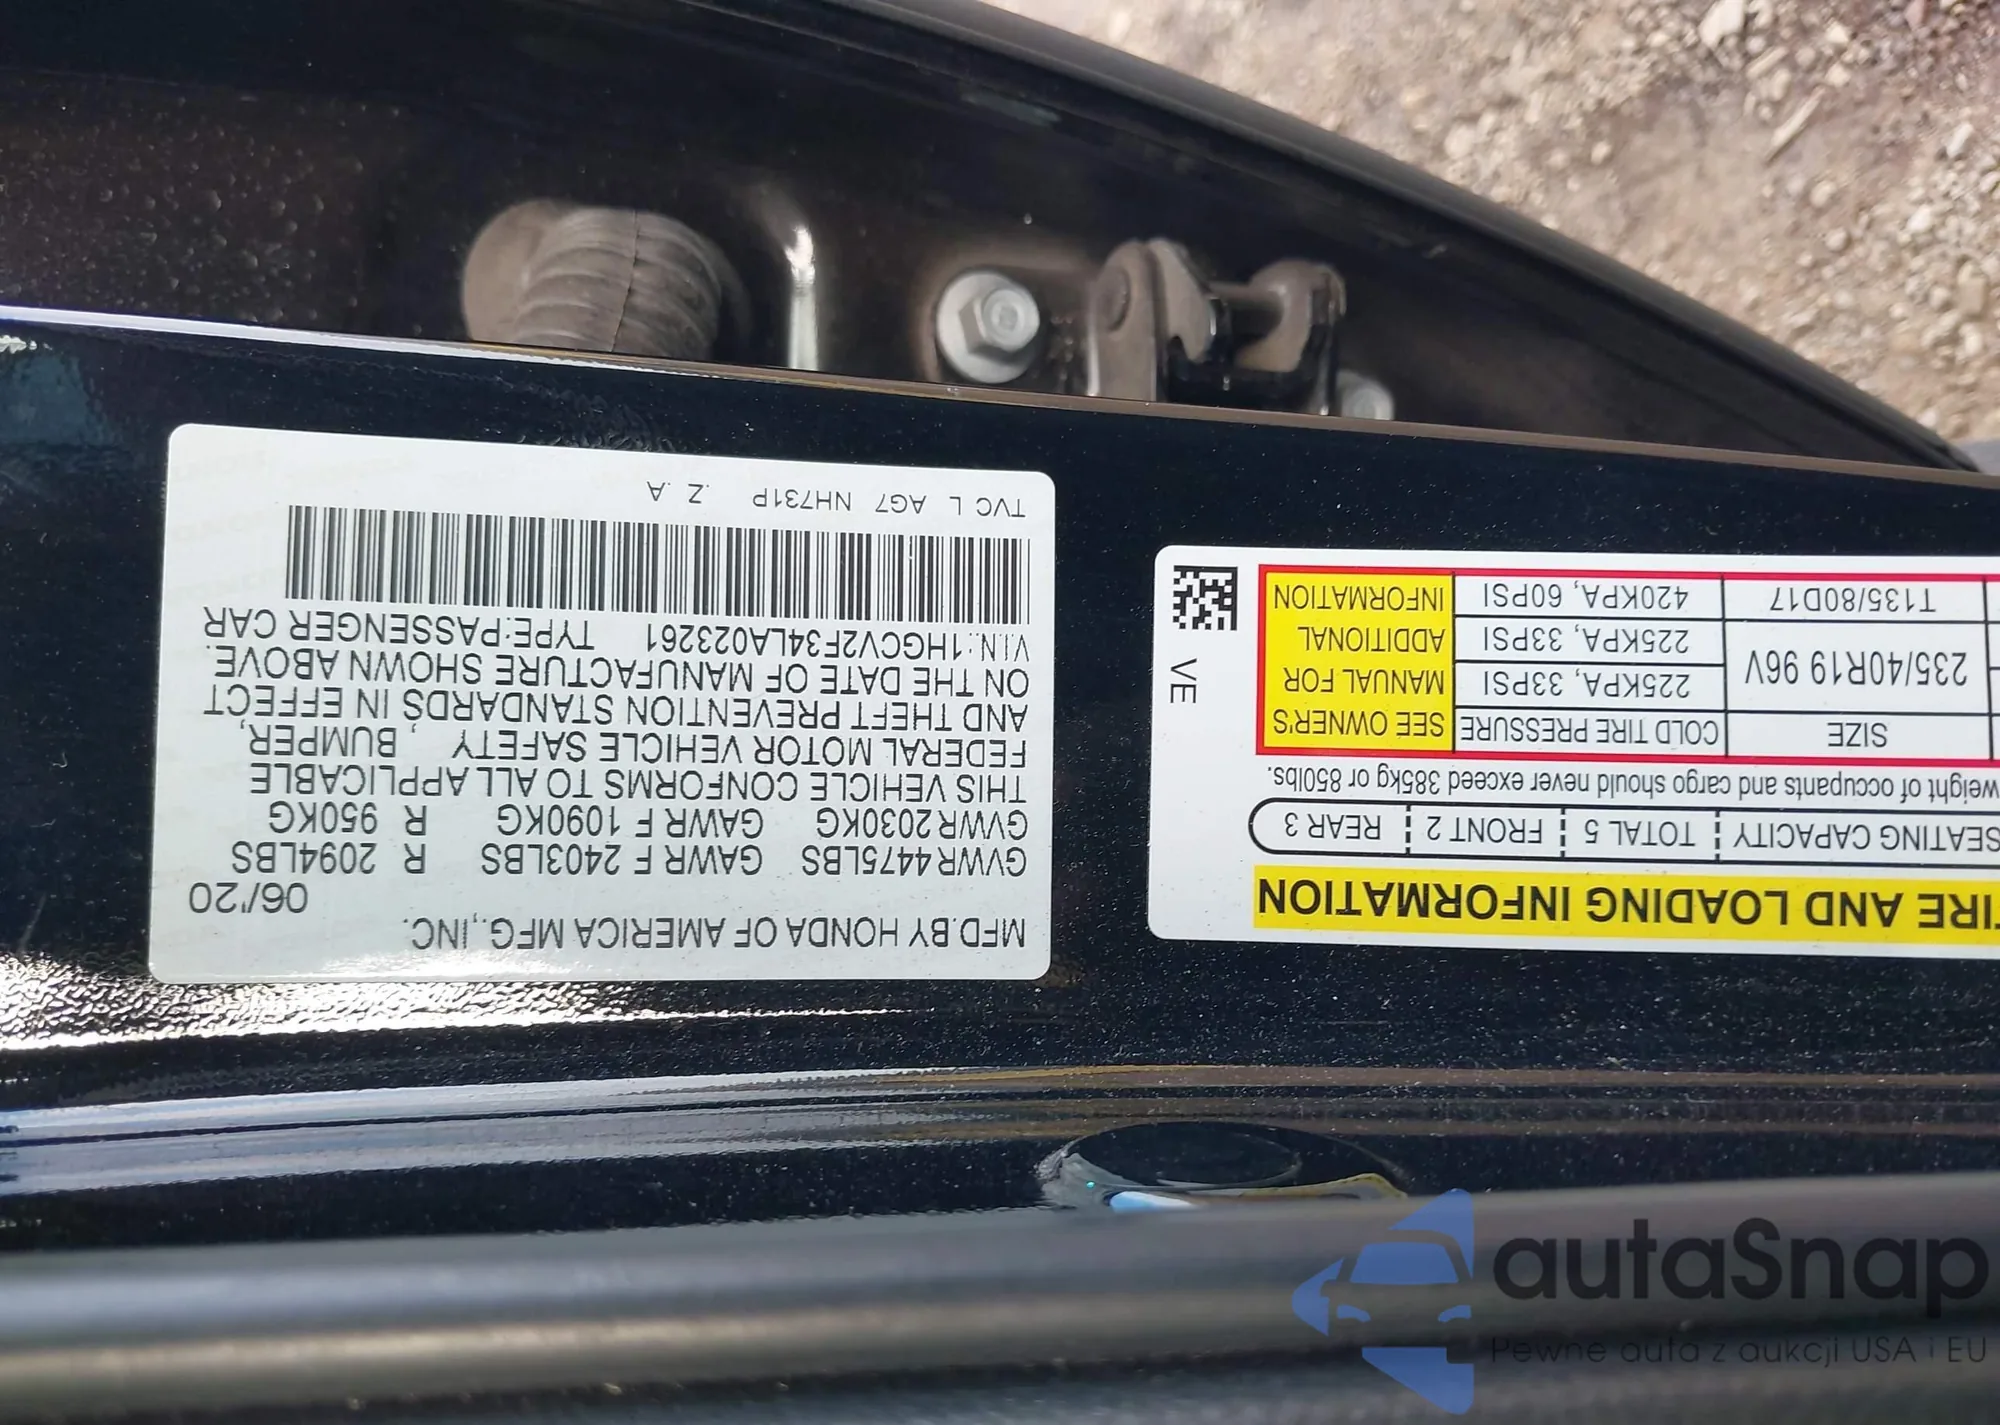 MFD.BY HONDA OF AMERICA MFG.,INC.
06/'20
GVWR 4475LBS GAWR F 2403LBS R 2094LBS
GVWR 2030KG GAWR F 1090KG R 950KG
THIS VEHICLE CONFORMS TO ALL APPLICABLE
FEDERAL MOTOR VEHICLE SAFETY , BUMPER,
AND THEFT PREVENTION STANDARDS IN EFFECT
ON THE DATE OF MANUFACTURE SHOWN ABOVE.
V.I.N.:1HGCV2F34LA023261 TYPE:PASSENGER CAR
TVC L AG7 NH731P .Z .A
TIRE AND LOADING INFORMATION
SEATING CAPACITY TOTAL 5 FRONT 2 REAR 3
weight of occupants and cargo should never exceed 385kg or 850lbs.
SIZE COLD TIRE PRESSURE
235/40R19 96V 225KPA, 33PSI
225KPA, 33PSI
T135/80D17 420KPA, 60PSI
SEE OWNER'S
MANUAL FOR
ADDITIONAL
INFORMATION
VE
autaSnap
Pewne auta z aukcji USA i EU